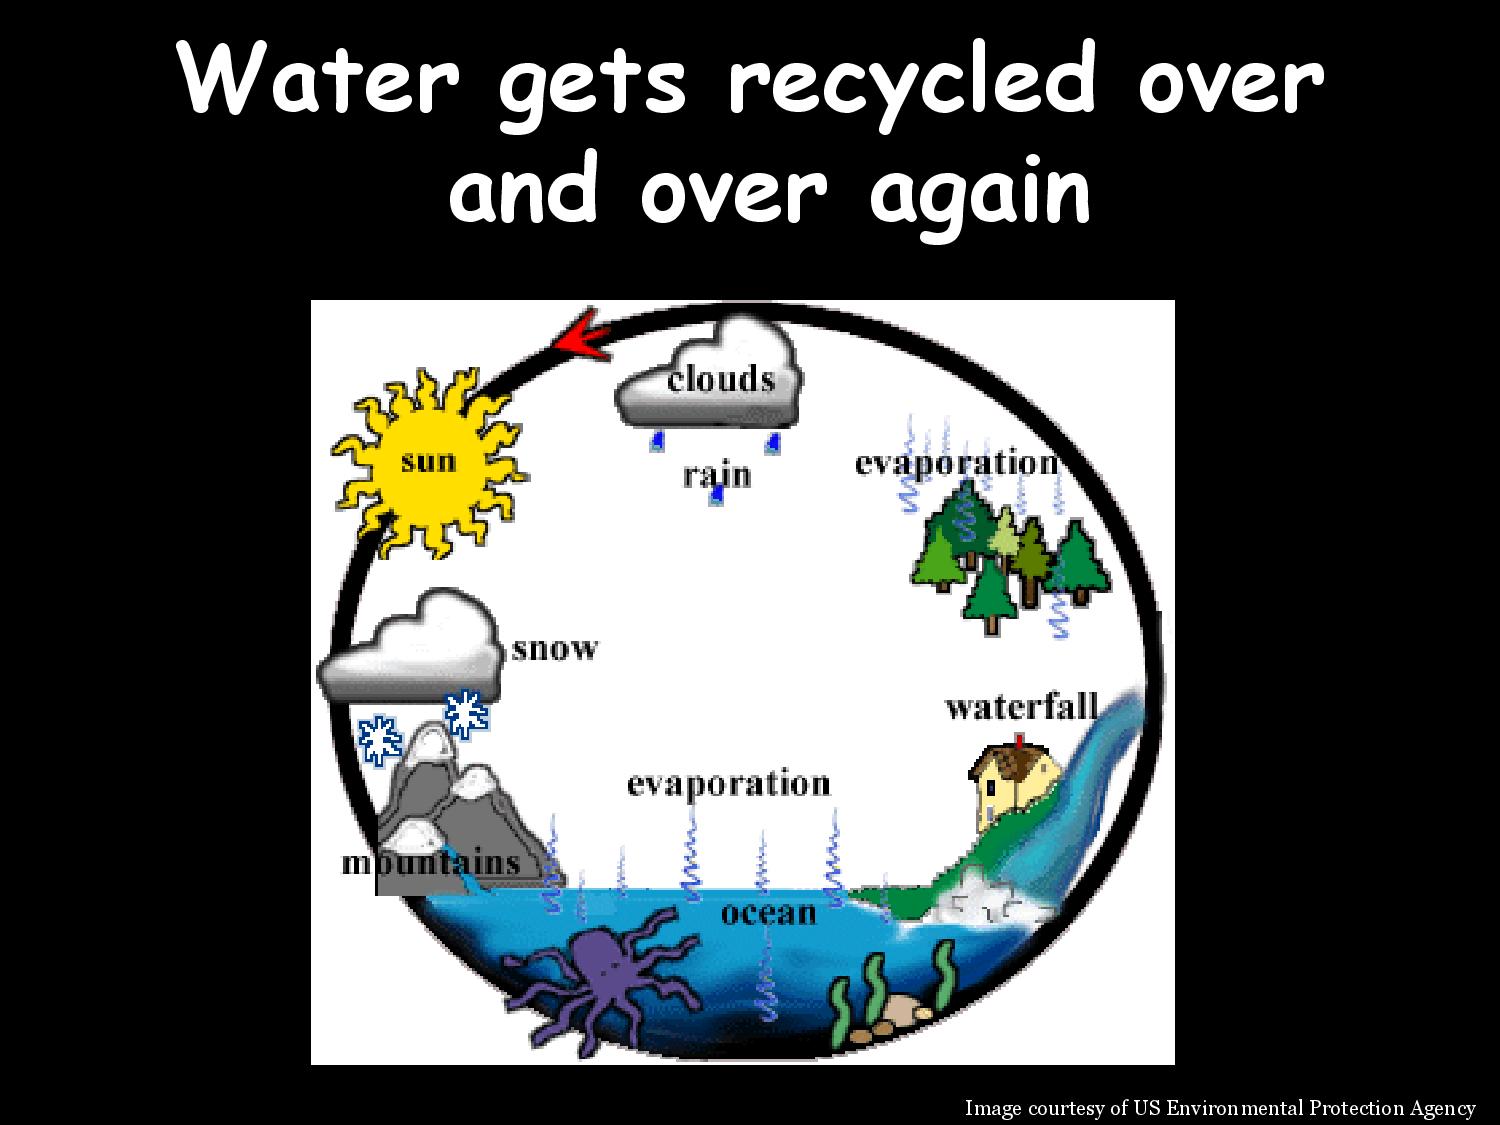 Water gets recycled over
and over again
clouds
sun
rain
evaporation
snow
waterfall
evaporation
mountains
ocean
Image courtesy of US Environmental Protection Agency